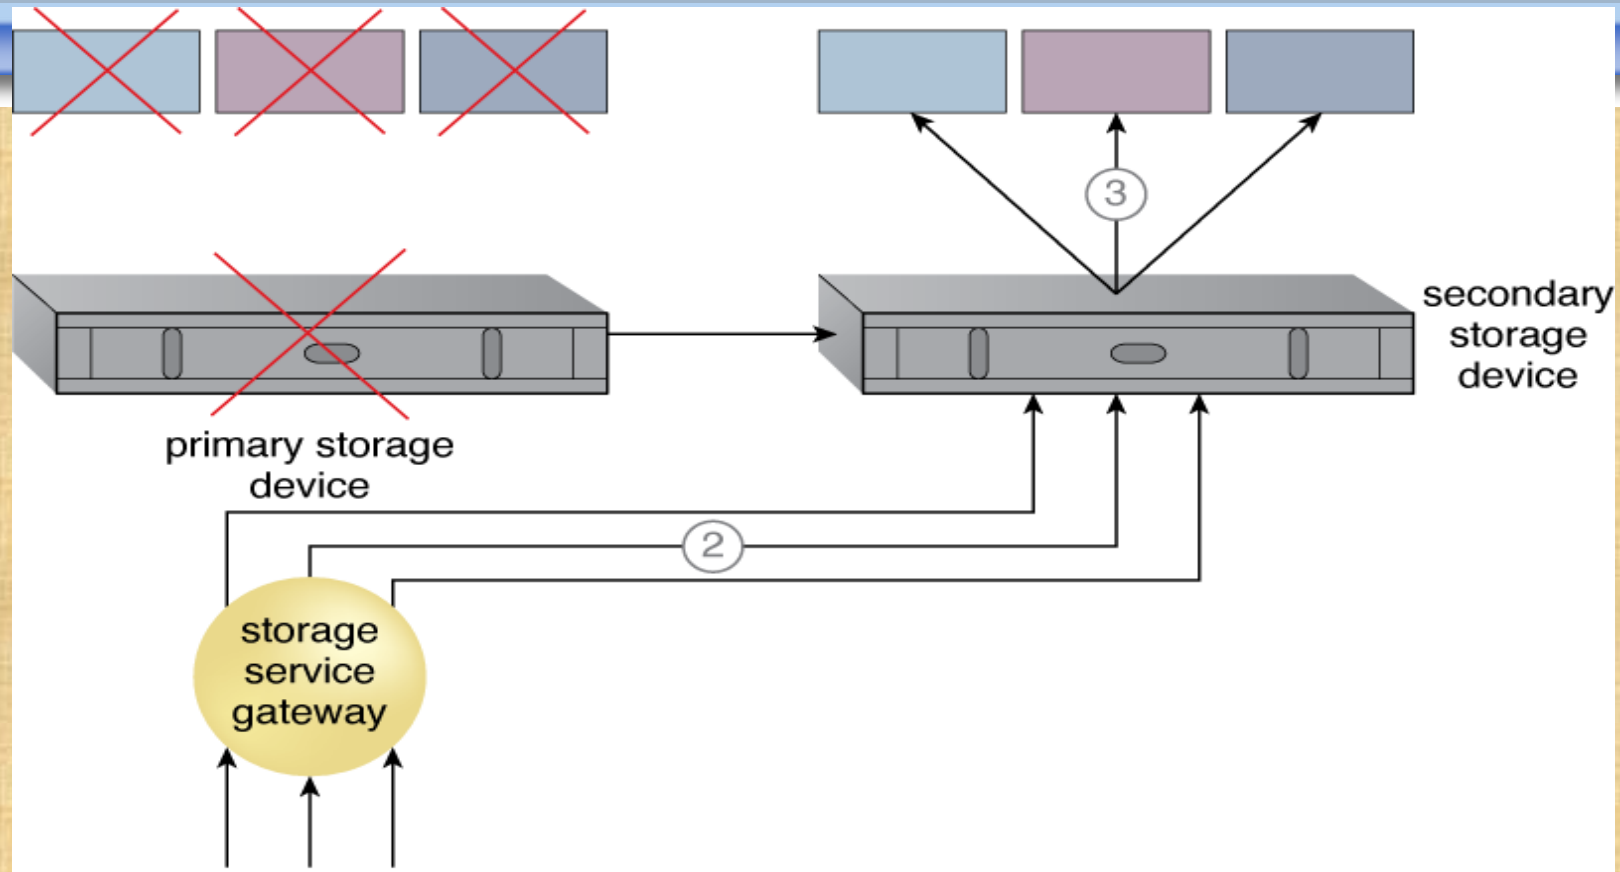 3
secondary
storage
device
primary storage
device
2
storage
service
gateway